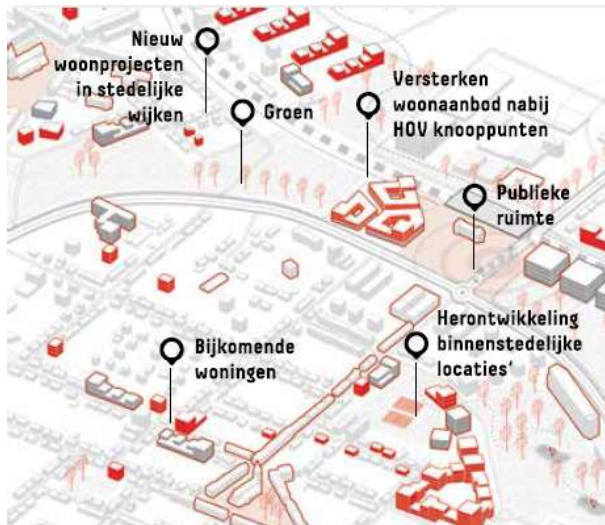 Nieuw
woonprojecten
in stedelijke
wijken
Groen
Versterken
woonaanbod nabij
HOV knooppunten
Publieke
ruimte
Bijkomende
woningen
Herontwikkeling
binnenstedelijke
locaties'